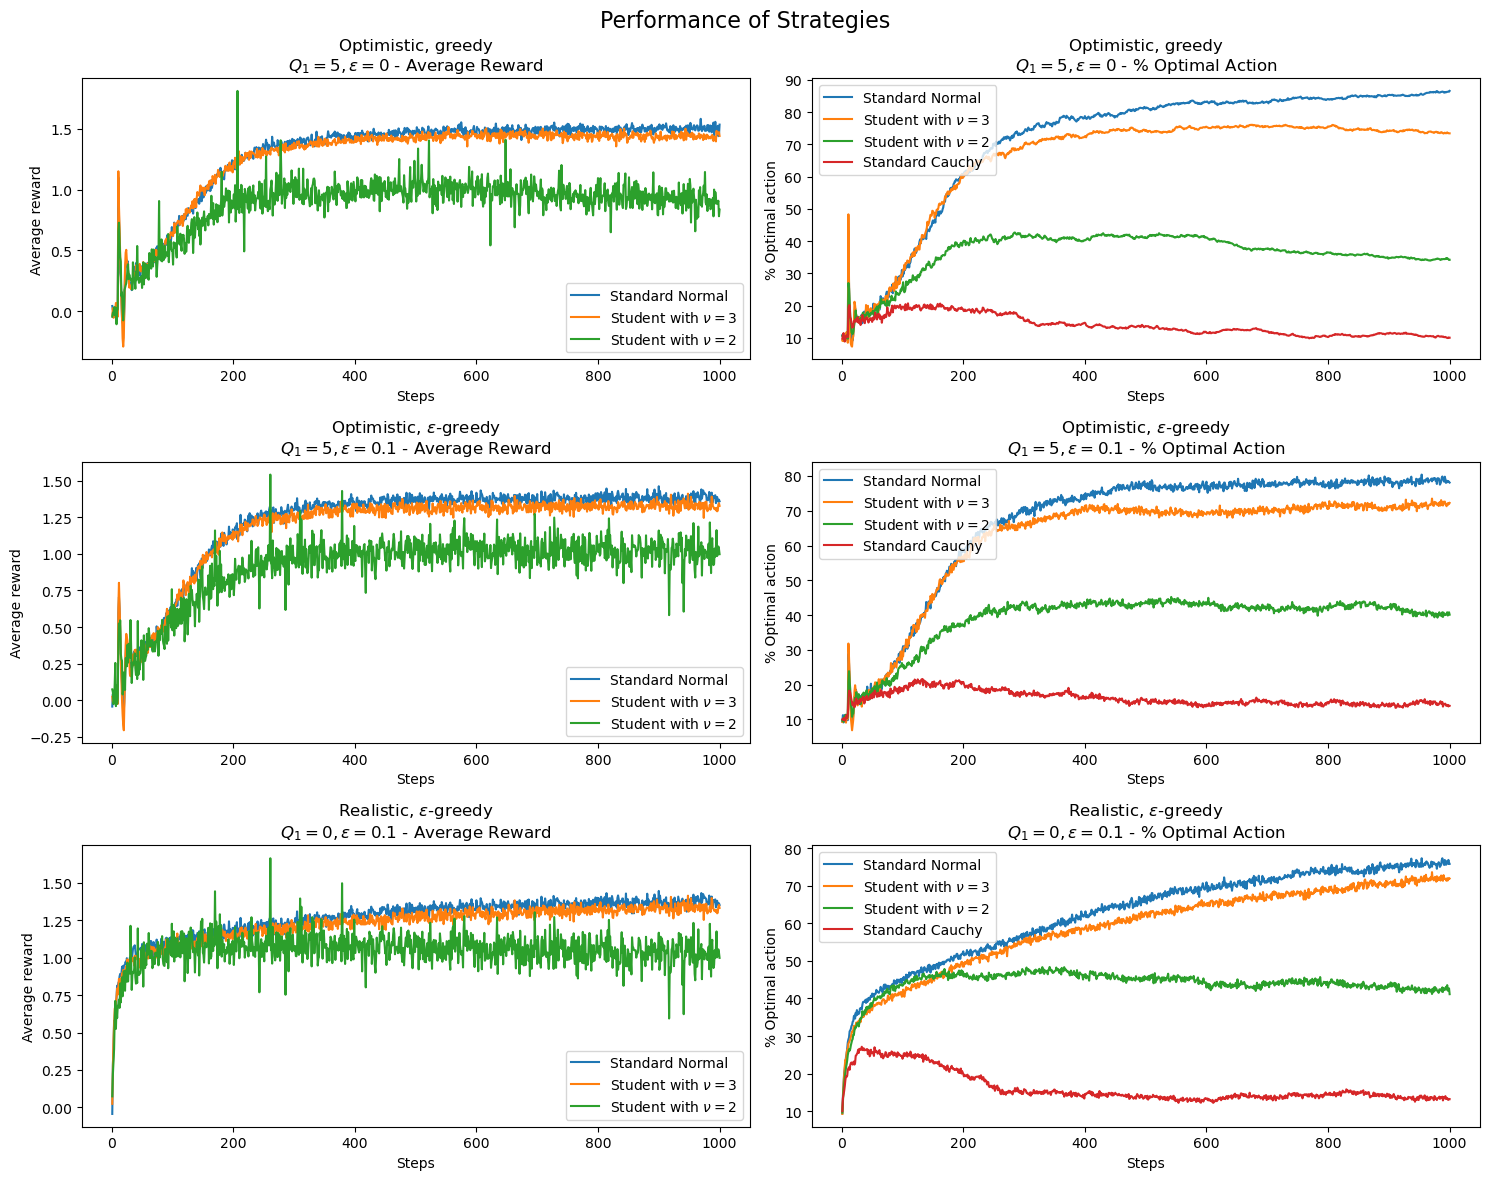 Performance of Strategies
Optimistic, greedy
Q₁ = 5, ε = 0 - Average Reward
Average reward
1.5
1.0
0.5
0.0
Standard Normal
Student with ν = 3
Student with ν = 2
0 200 400 600 800 1000
Steps
Optimistic, greedy
Q₁ = 5, ε = 0 - % Optimal Action
% Optimal action
90
80
70
60
50
40
30
20
10
Standard Normal
Student with ν = 3
Student with ν = 2
Standard Cauchy
0 200 400 600 800 1000
Steps
Optimistic, ε-greedy
Q₁ = 5, ε = 0.1 - Average Reward
Average reward
1.50
1.25
1.00
0.75
0.50
0.25
0.00
−0.25
Standard Normal
Student with ν = 3
Student with ν = 2
0 200 400 600 800 1000
Steps
Optimistic, ε-greedy
Q₁ = 5, ε = 0.1 - % Optimal Action
% Optimal action
80
70
60
50
40
30
20
10
Standard Normal
Student with ν = 3
Student with ν = 2
Standard Cauchy
0 200 400 600 800 1000
Steps
Realistic, ε-greedy
Q₁ = 0, ε = 0.1 - Average Reward
Average reward
1.50
1.25
1.00
0.75
0.50
0.25
0.00
Standard Normal
Student with ν = 3
Student with ν = 2
0 200 400 600 800 1000
Steps
Realistic, ε-greedy
Q₁ = 0, ε = 0.1 - % Optimal Action
% Optimal action
80
70
60
50
40
30
20
10
Standard Normal
Student with ν = 3
Student with ν = 2
Standard Cauchy
0 200 400 600 800 1000
Steps